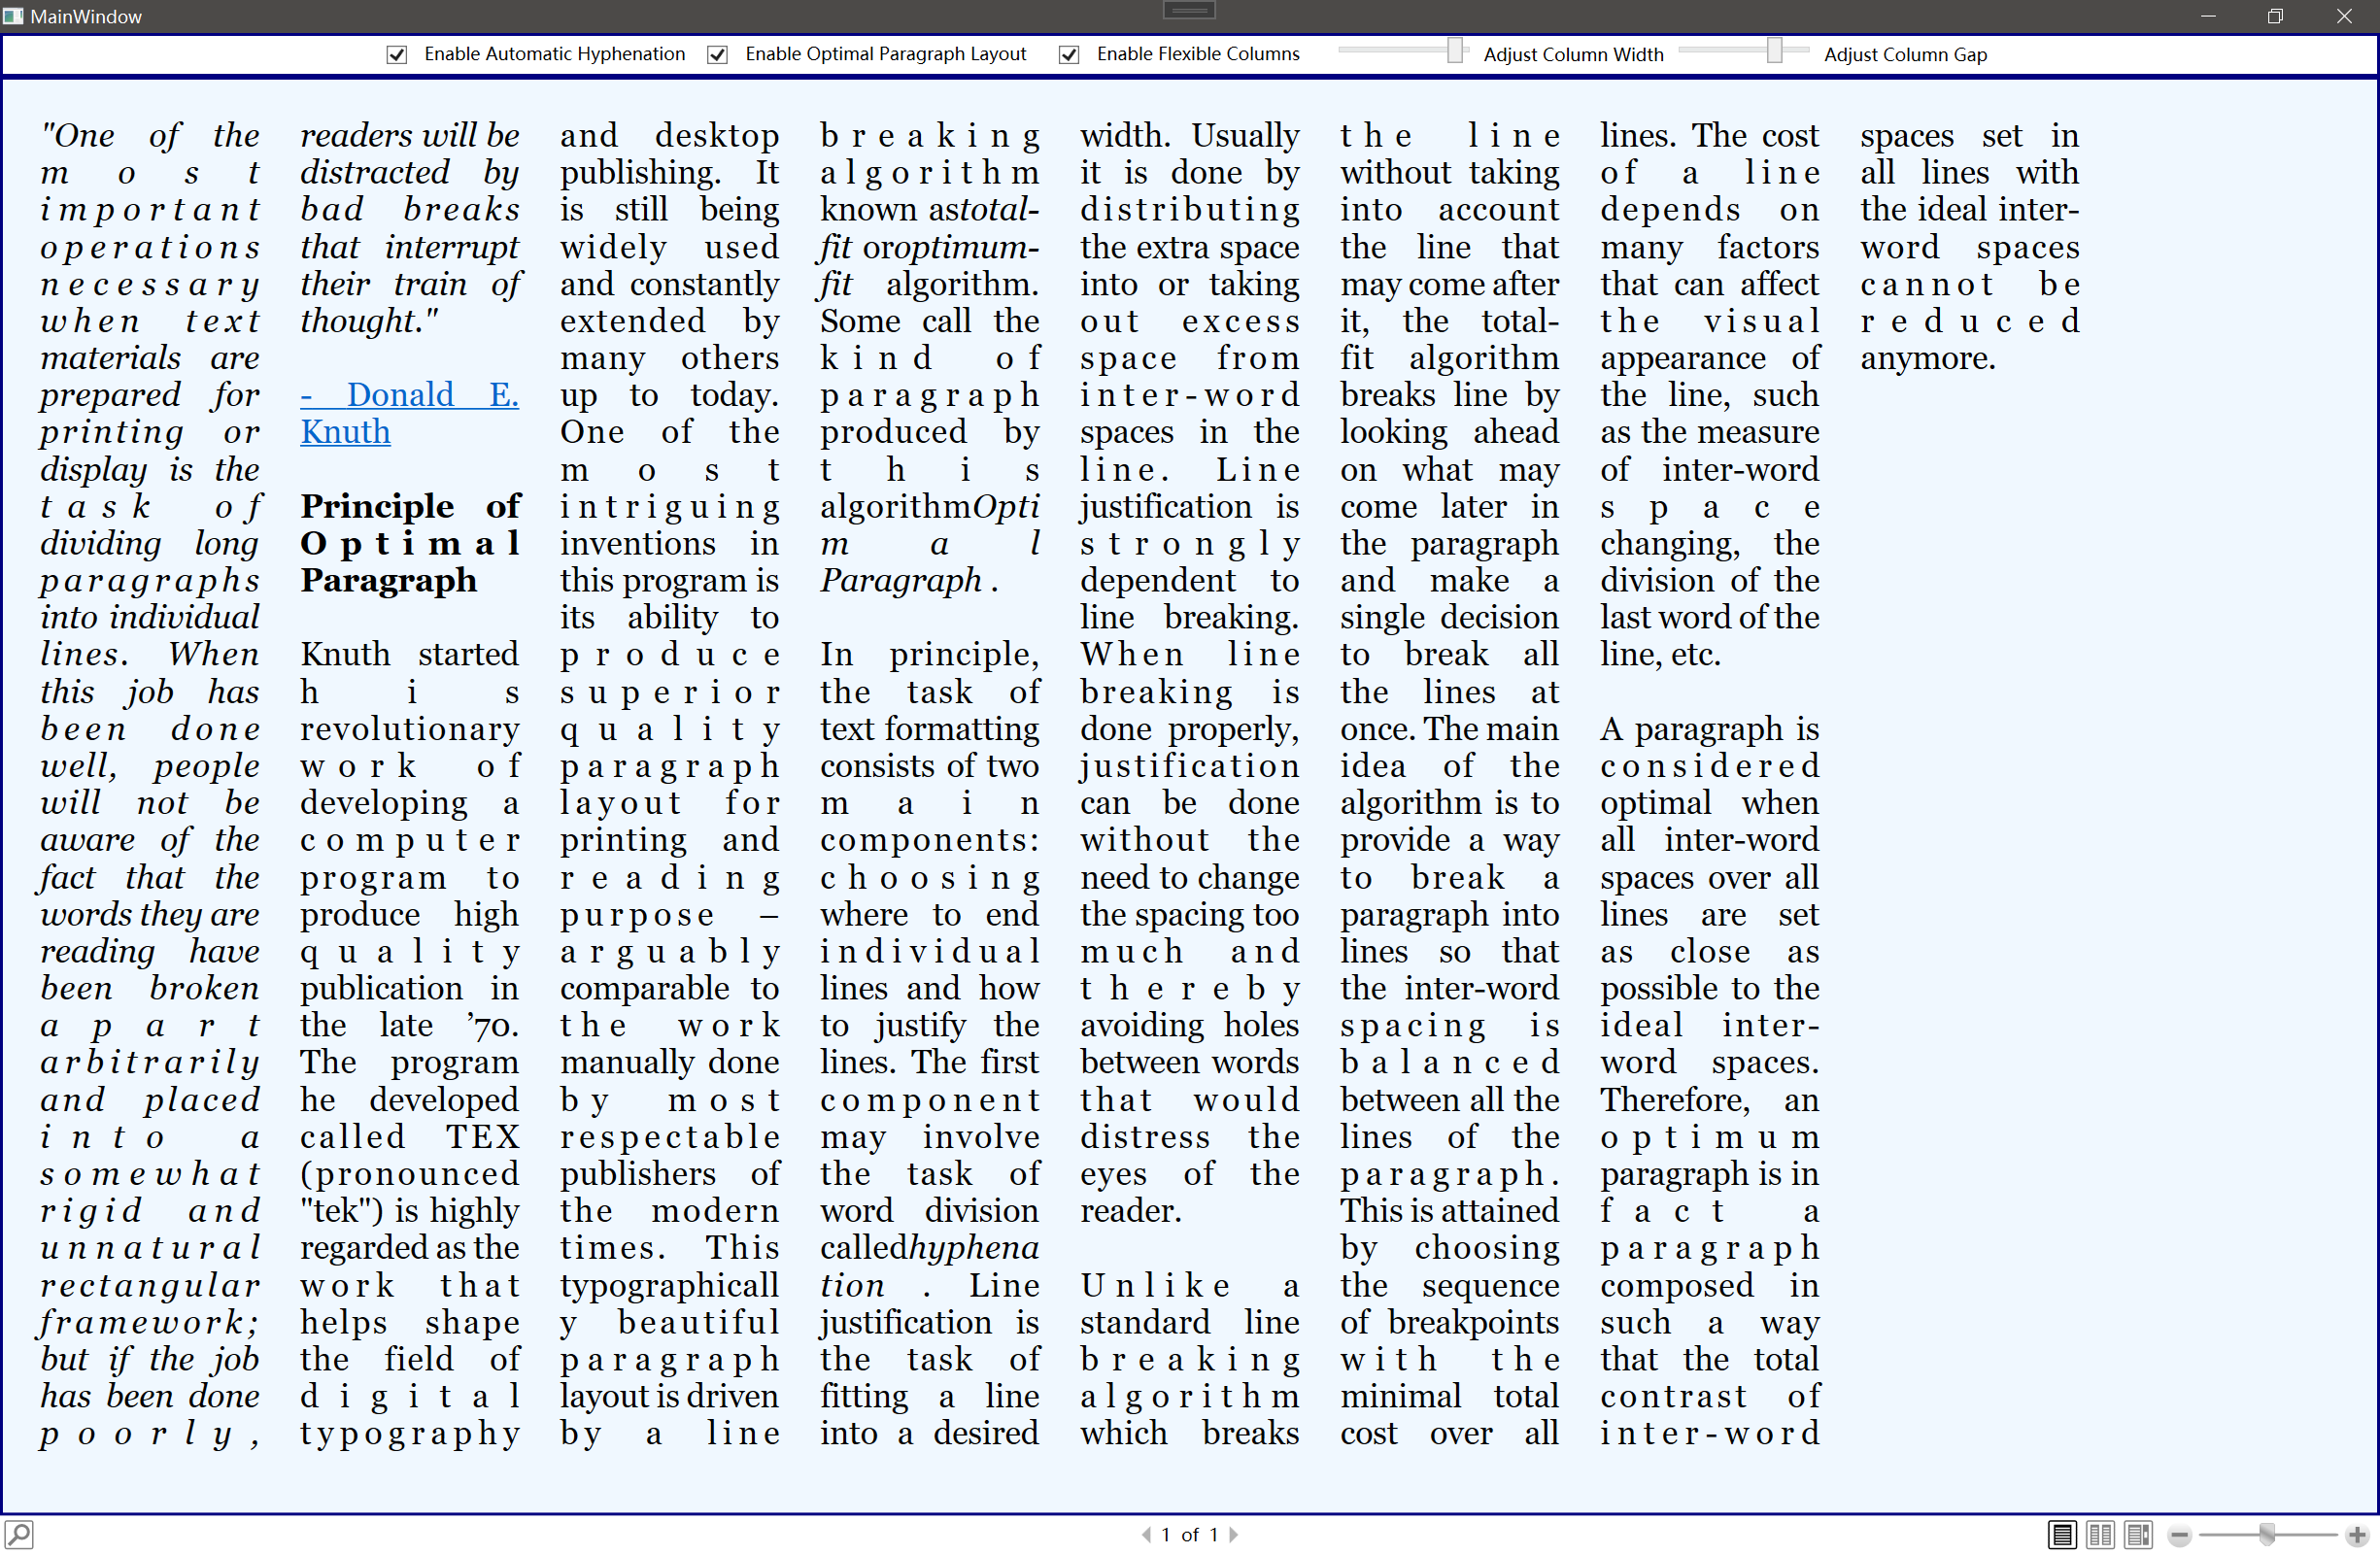 MainWindow
Enable Automatic Hyphenation
Enable Optimal Paragraph Layout
Enable Flexible Columns
Adjust Column Width
Adjust Column Gap
"One of the
most
important
operations
necessary
when text
materials are
prepared for
printing or
display is the
task of
dividing long
paragraphs
into individual
lines. When
this job has
been done
well, people
will not be
aware of the
fact that the
words they are
reading have
been broken
apart
arbitrarily
and placed
into a
somewhat
rigid and
unnatural
rectangular
framework;
but if the job
has been done
poorly,
readers will be
distracted by
bad breaks
that interrupt
their train of
thought."
- Donald E.
Knuth
Principle of
Optimal
Paragraph
Knuth started
his
revolutionary
work of
developing a
computer
program to
produce high
quality
publication in
the late ’70.
The program
he developed
called TEX
(pronounced
"tek") is highly
regarded as the
work that
helps shape
the field of
digital
typography
and desktop
publishing. It
is still being
widely used
and constantly
extended by
many others
up to today.
One of the
most
intriguing
inventions in
this program is
its ability to
produce
superior
quality
paragraph
layout for
printing and
reading
purpose –
arguably
comparable to
the work
manually done
by most
respectable
publishers of
the modern
times. This
typographicall
y beautiful
paragraph
layout is driven
by a line
breaking
algorithm
known astotal-
fit oroptimum-
fit algorithm.
Some call the
kind of
paragraph
produced by
this
algorithmOpti
mal
Paragraph .
In principle,
the task of
text formatting
consists of two
main
components:
choosing
where to end
individual
lines and how
to justify the
lines. The first
component
may involve
the task of
word division
calledhyphena
tion . Line
justification is
the task of
fitting a line
into a desired
width. Usually
it is done by
distributing
the extra space
into or taking
out excess
space from
inter-word
spaces in the
line. Line
justification is
strongly
dependent to
line breaking.
When line
breaking is
done properly,
justification
can be done
without the
need to change
the spacing too
much and
thereby
avoiding holes
between words
that would
distress the
eyes of the
reader.
Unlike a
standard line
breaking
algorithm
which breaks
the line
without taking
into account
the line that
may come after
it, the total-
fit algorithm
breaks line by
looking ahead
on what may
come later in
the paragraph
and make a
single decision
to break all
the lines at
once. The main
idea of the
algorithm is to
provide a way
to break a
paragraph into
lines so that
the inter-word
spacing is
balanced
between all the
lines of the
paragraph.
This is attained
by choosing
the sequence
of breakpoints
with the
minimal total
cost over all
lines. The cost
of a line
depends on
many factors
that can affect
the visual
appearance of
the line, such
as the measure
of inter-word
space
changing, the
division of the
last word of the
line, etc.
A paragraph is
considered
optimal when
all inter-word
spaces over all
lines are set
as close as
possible to the
ideal inter-
word spaces.
Therefore, an
optimum
paragraph is in
fact a
paragraph
composed in
such a way
that the total
contrast of
inter-word
spaces set in
all lines with
the ideal inter-
word spaces
cannot be
reduced
anymore.
1 of 1